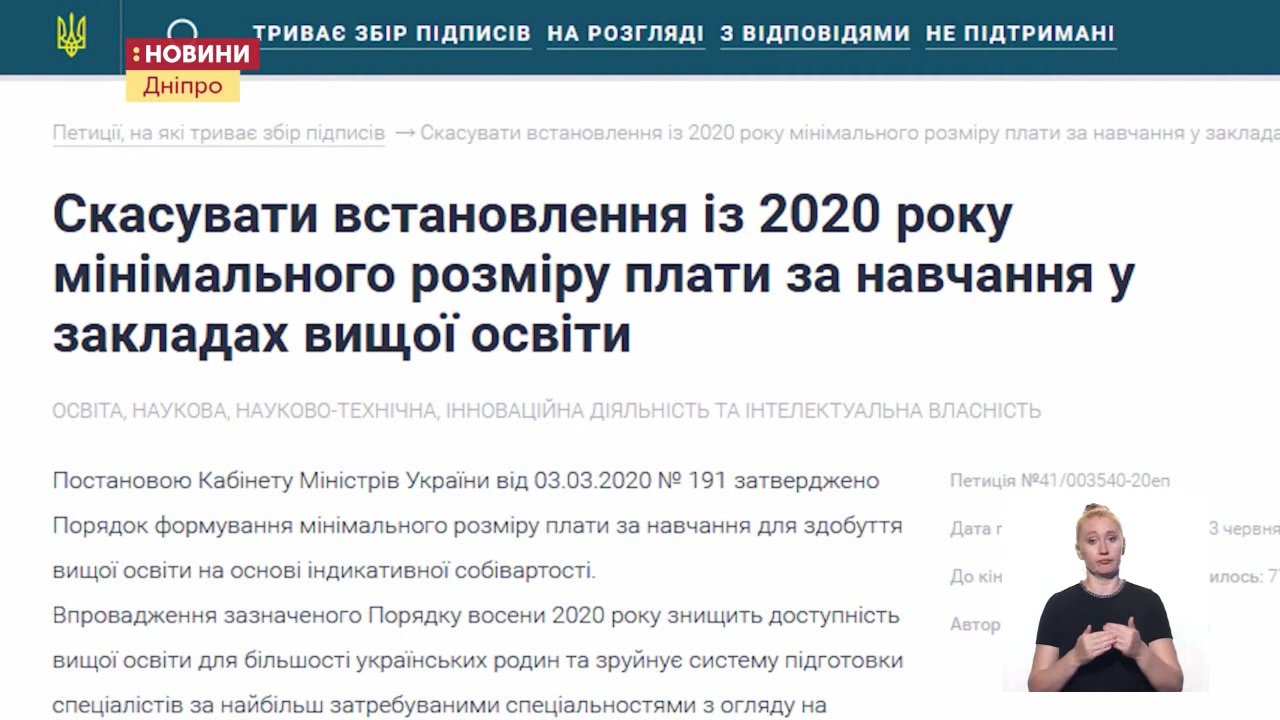 ТРИВАЄ ЗБІР ПІДПИСІВ НА РОЗГЛЯДІ З ВІДПОВІДЯМИ НЕ ПІДТРИМАНІ
:НОВИНИ
Дніпро
Петиції, на які триває збір підписів → Скасувати встановлення із 2020 року мінімального розміру плати за навчання у
Скасувати встановлення із 2020 року
мінімального розміру плати за навчання у
закладах вищої освіти
ОСВІТА, НАУКОВА, НАУКОВО-ТЕХНІЧНА, ІННОВАЦІЙНА ДІЯЛЬНІСТЬ ТА ІНТЕЛЕКТУАЛЬНА ВЛАСНІСТЬ
Постановою Кабінету Міністрів України від 03.03.2020 № 191 затверджено
Порядок формування мінімального розміру плати за навчання для здобуття
вищої освіти на основі індикативної собівартості.
Впровадження зазначеного Порядку восени 2020 року знищить доступність
вищої освіти для більшості українських родин та зруйнує систему підготовки
спеціалістів за найбільш затребуваними спеціальностями з огляду на
Петиція №41/003540-20еп
Дата 3 червня
До
Автор